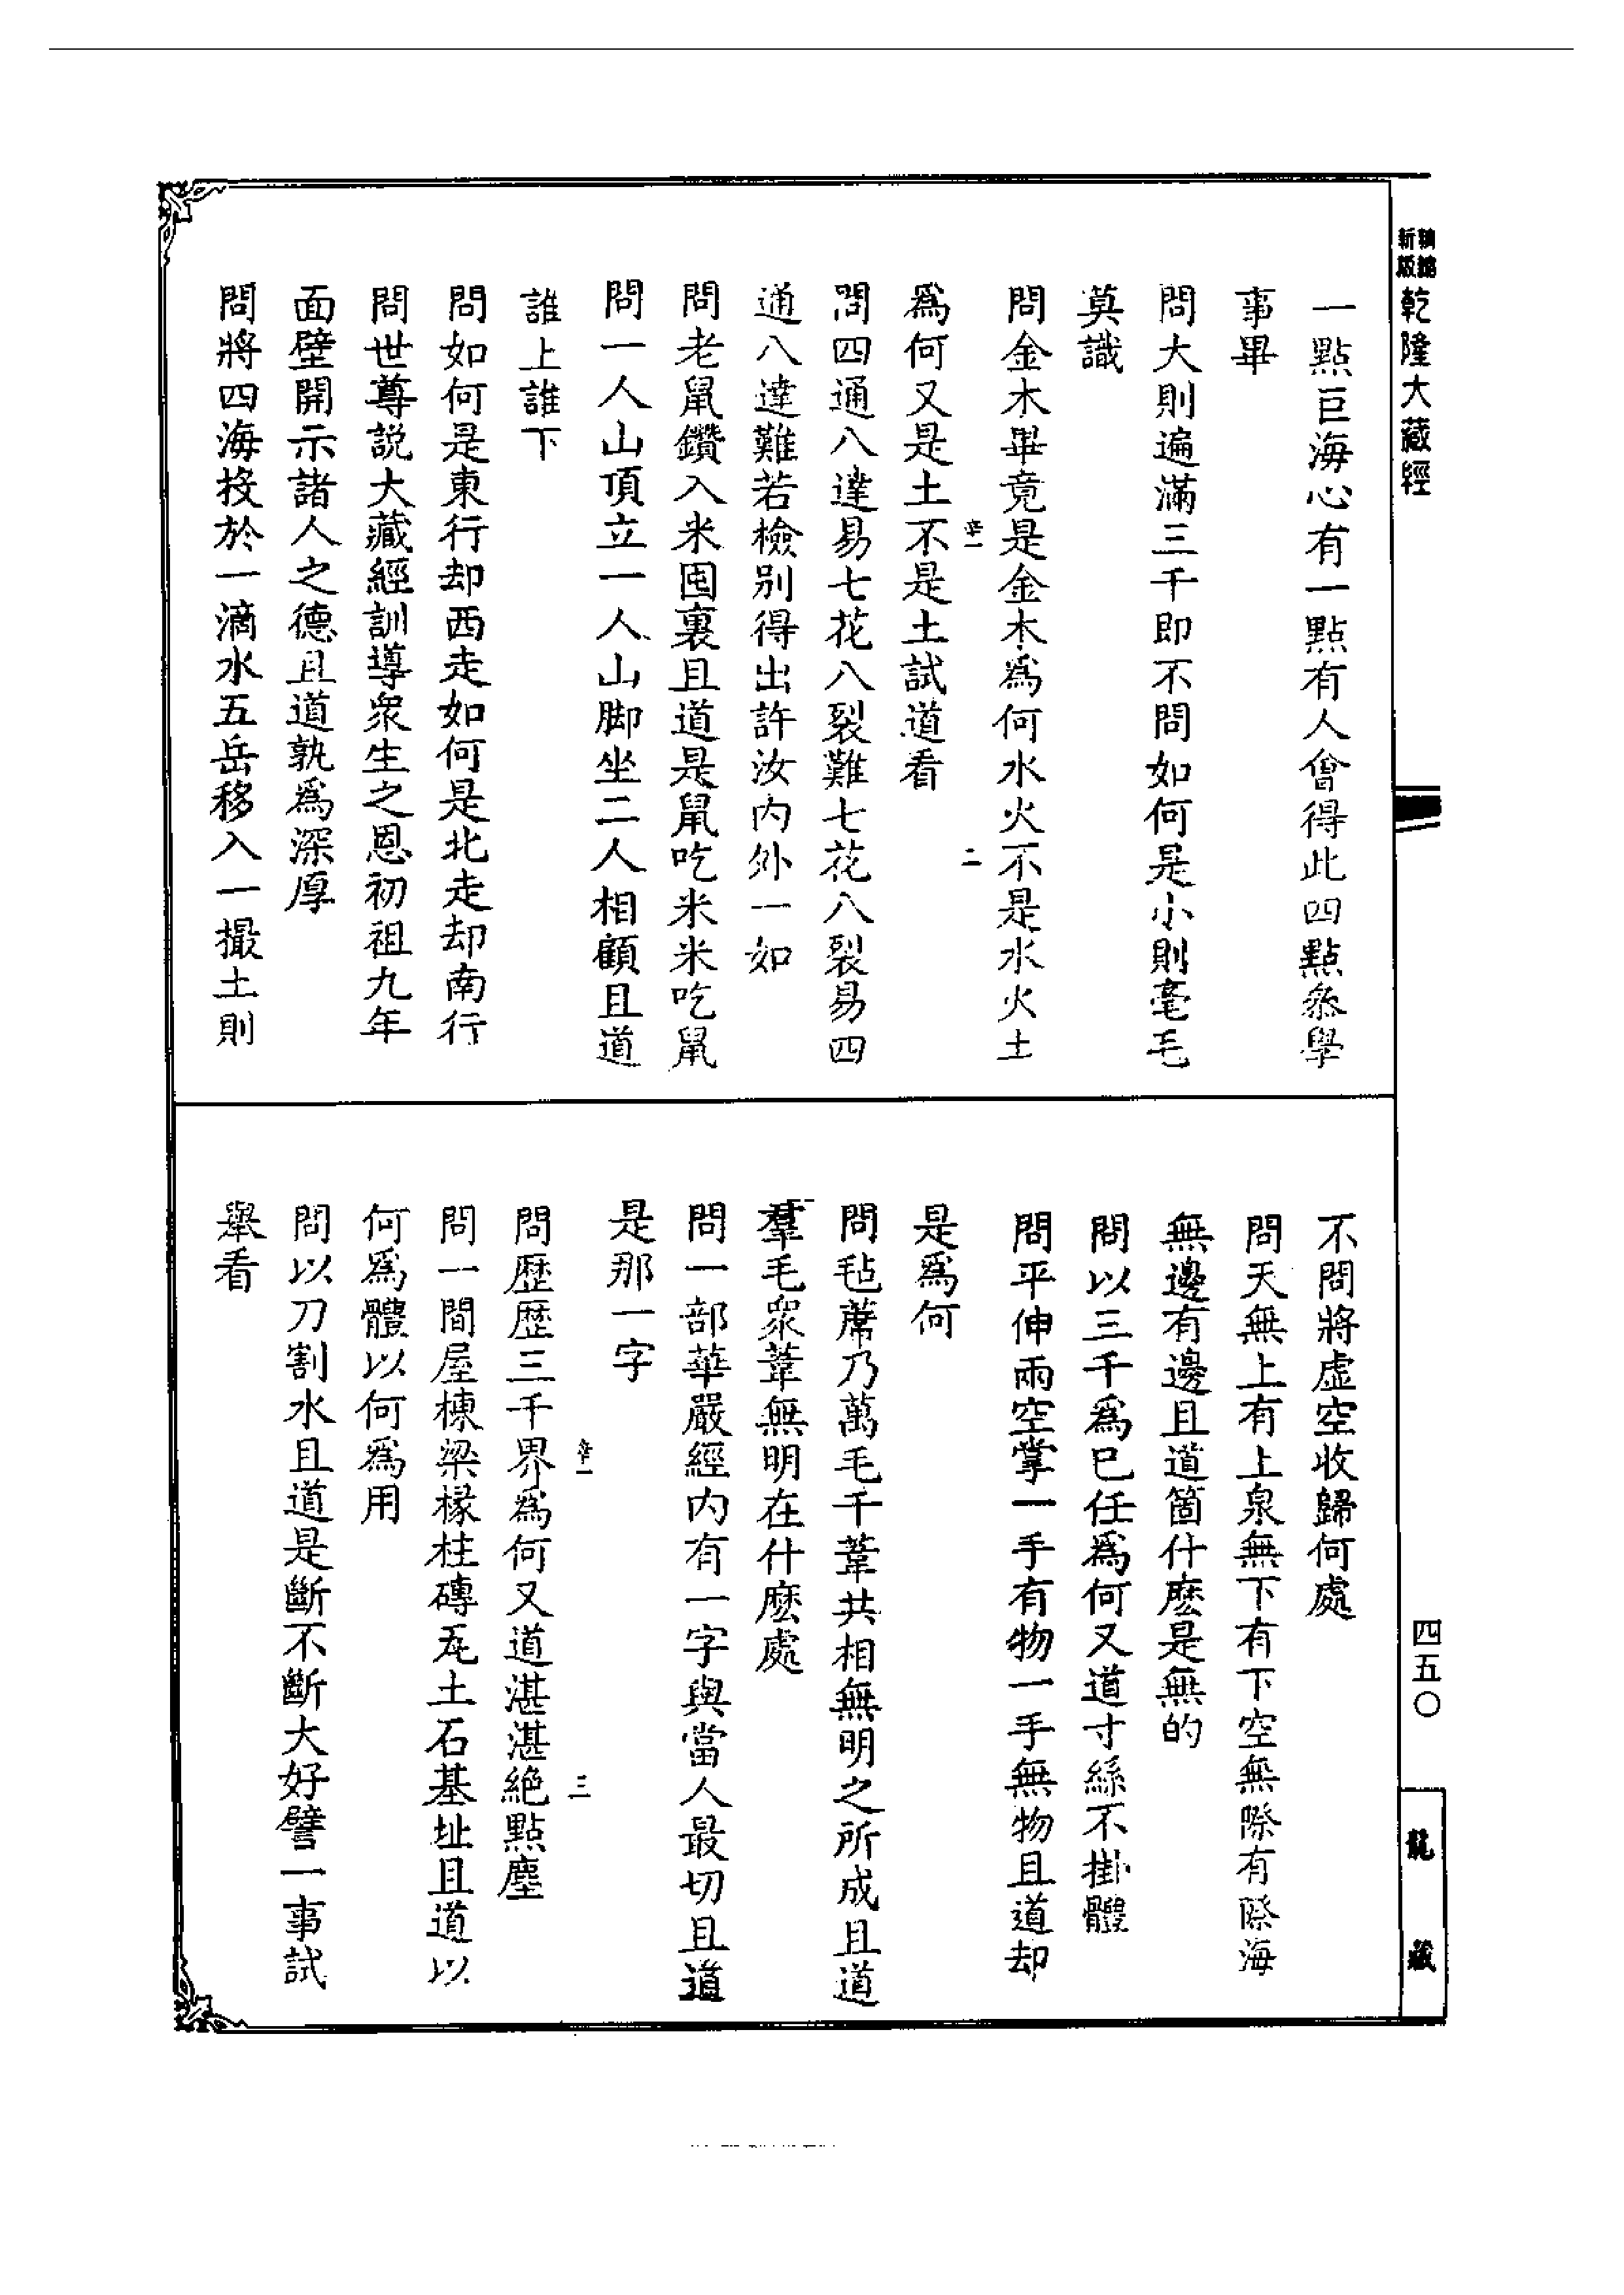 新版精縮乾隆大藏經
一點巨海心有一點有人會得此四點叅學
事畢
問大則遍滿三千即不問如何是小則毫毛
莫識
問金木畢竟是金木爲何水火不是水火土
辛一
二
爲何又是土不是土試道看
問四通八達易七花八裂難七花八裂易四
通八達難若檢別得出許汝内外一如
問老鼠鑽入米囤裏且道是鼠吃米米吃鼠
問一人山頂立一人山脚坐二人相顧且道
誰上誰下
問如何是東行却西走如何是北走却南行
問世尊説大藏經訓導衆生之恩初祖九年
面壁開示諸人之德且道孰爲深厚
問將四海投於一滴水五岳移入一撮土則
不問將虚空收歸何處
問天無上有上泉無下有下空無際有際海
無邊有邊且道箇什麽是無的
問以三千爲已任爲何又道寸絲不掛體
問平伸兩空掌一手有物一手無物且道却
是爲何
問毡蓆乃萬毛千葦共相無明之所成且道
羣毛衆葦無明在什麽處
問一部華嚴經内有一字與當人最切且道
是那一字
辛一
三
問歷歷三千界爲何又道湛湛絶點塵
問一間屋棟梁椽柱磚瓦土石基址且道以
何爲體以何爲用
問以刀割水且道是斷不斷大好譬一事試
舉看
四五〇
龍藏